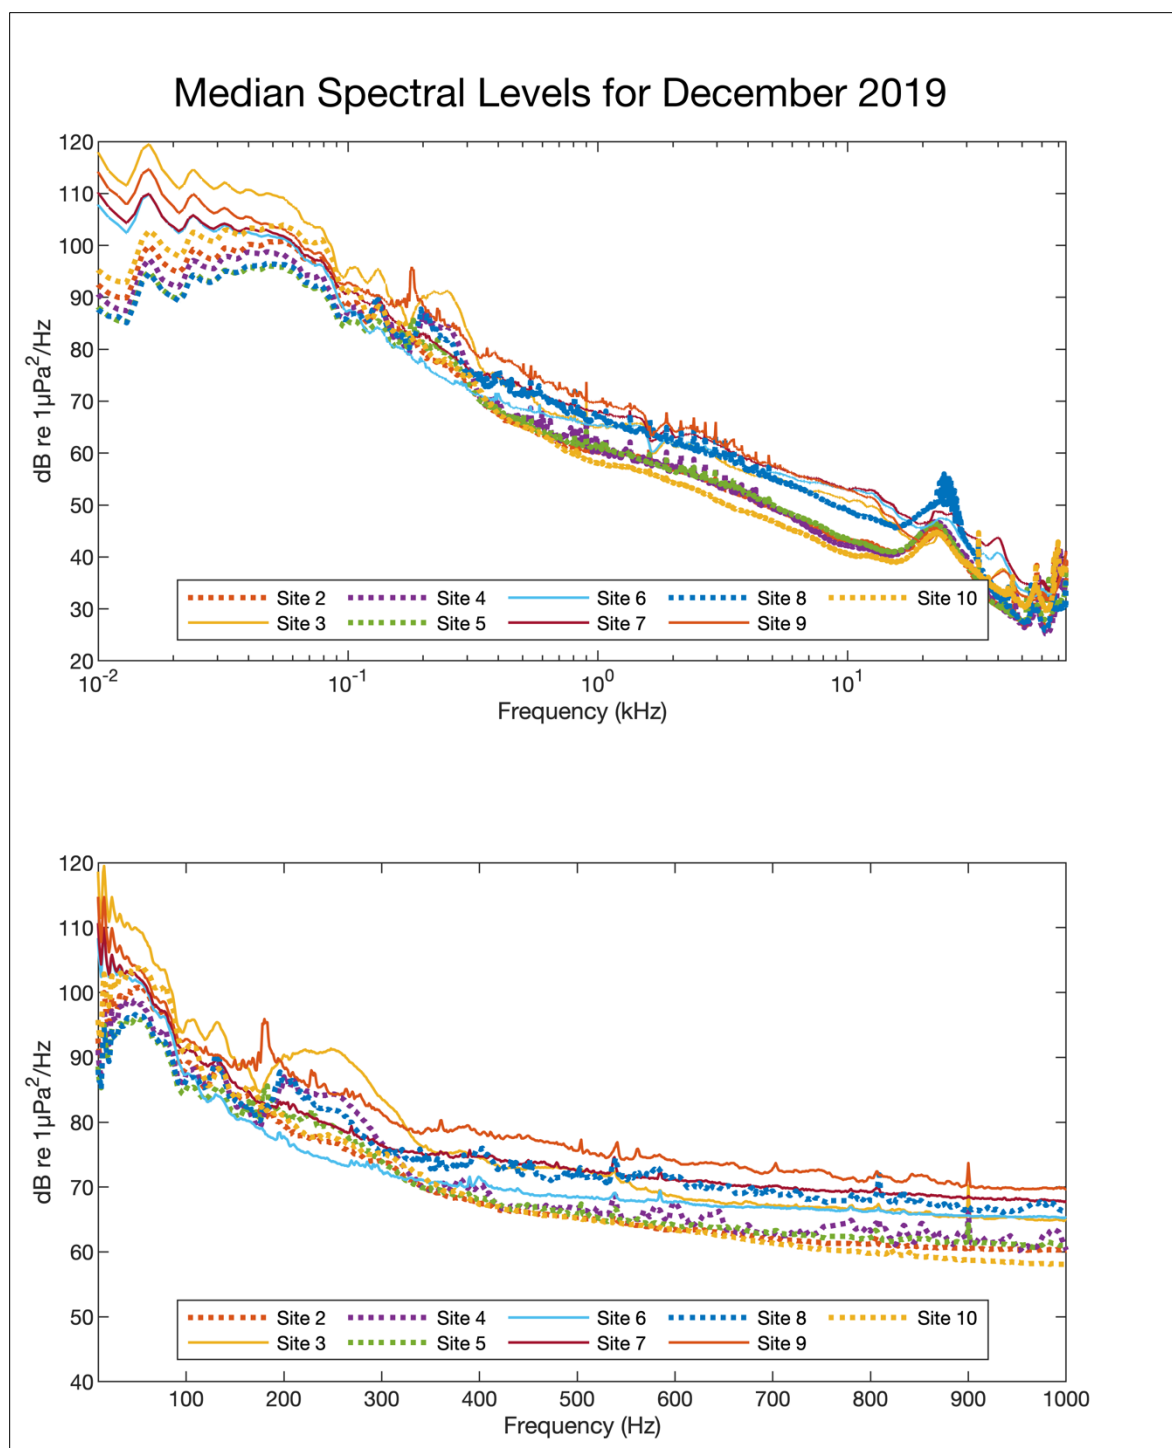 Median Spectral Levels for December 2019
120
110
100
90
80
70
60
50
40
30
20
dB re 1µPa²/Hz
Site 2 Site 4 Site 6 Site 8 Site 10
Site 3 Site 5 Site 7 Site 9
10⁻² 10⁻¹ 10⁰ 10¹
Frequency (kHz)
120
110
100
90
80
70
60
50
40
dB re 1µPa²/Hz
Site 2 Site 4 Site 6 Site 8 Site 10
Site 3 Site 5 Site 7 Site 9
100 200 300 400 500 600 700 800 900 1000
Frequency (Hz)